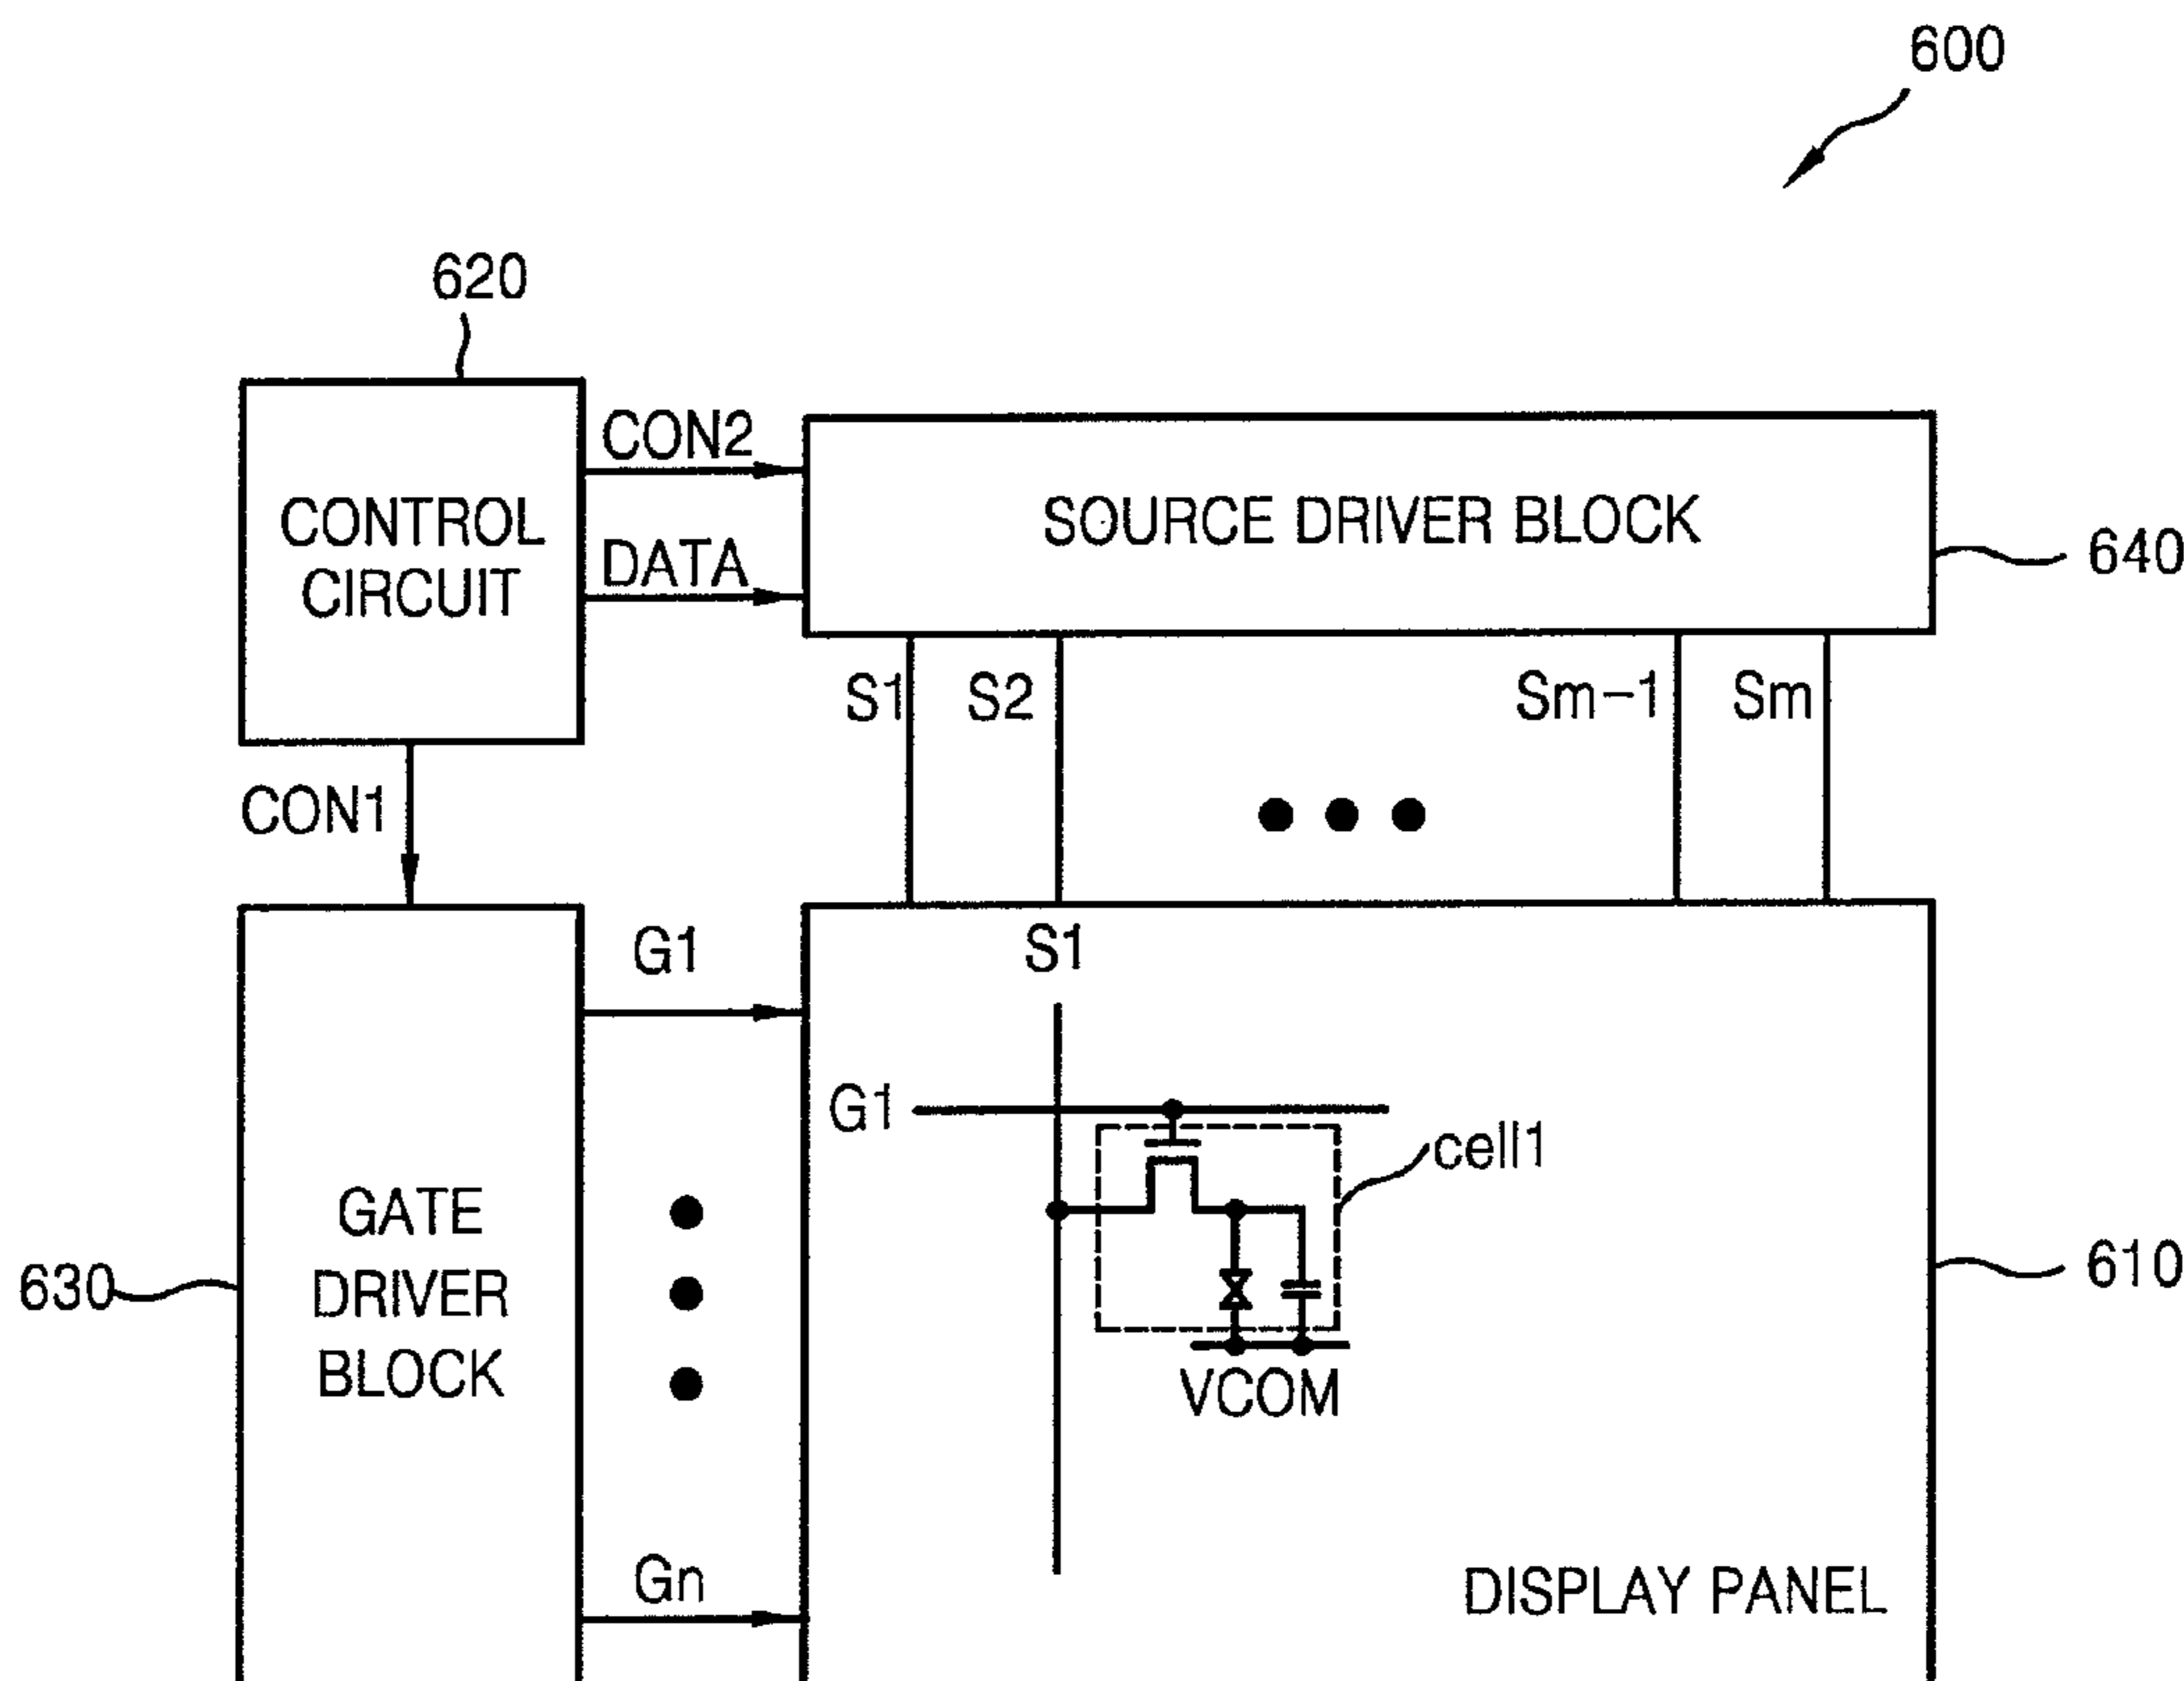 600
620
CONTROL
CIRCUIT
CON2
DATA
SOURCE DRIVER BLOCK
640
S1
S2
Sm-1
Sm
CON1
G1
S1
G1
cell1
GATE
DRIVER
BLOCK
630
610
VCOM
Gn
DISPLAY PANEL